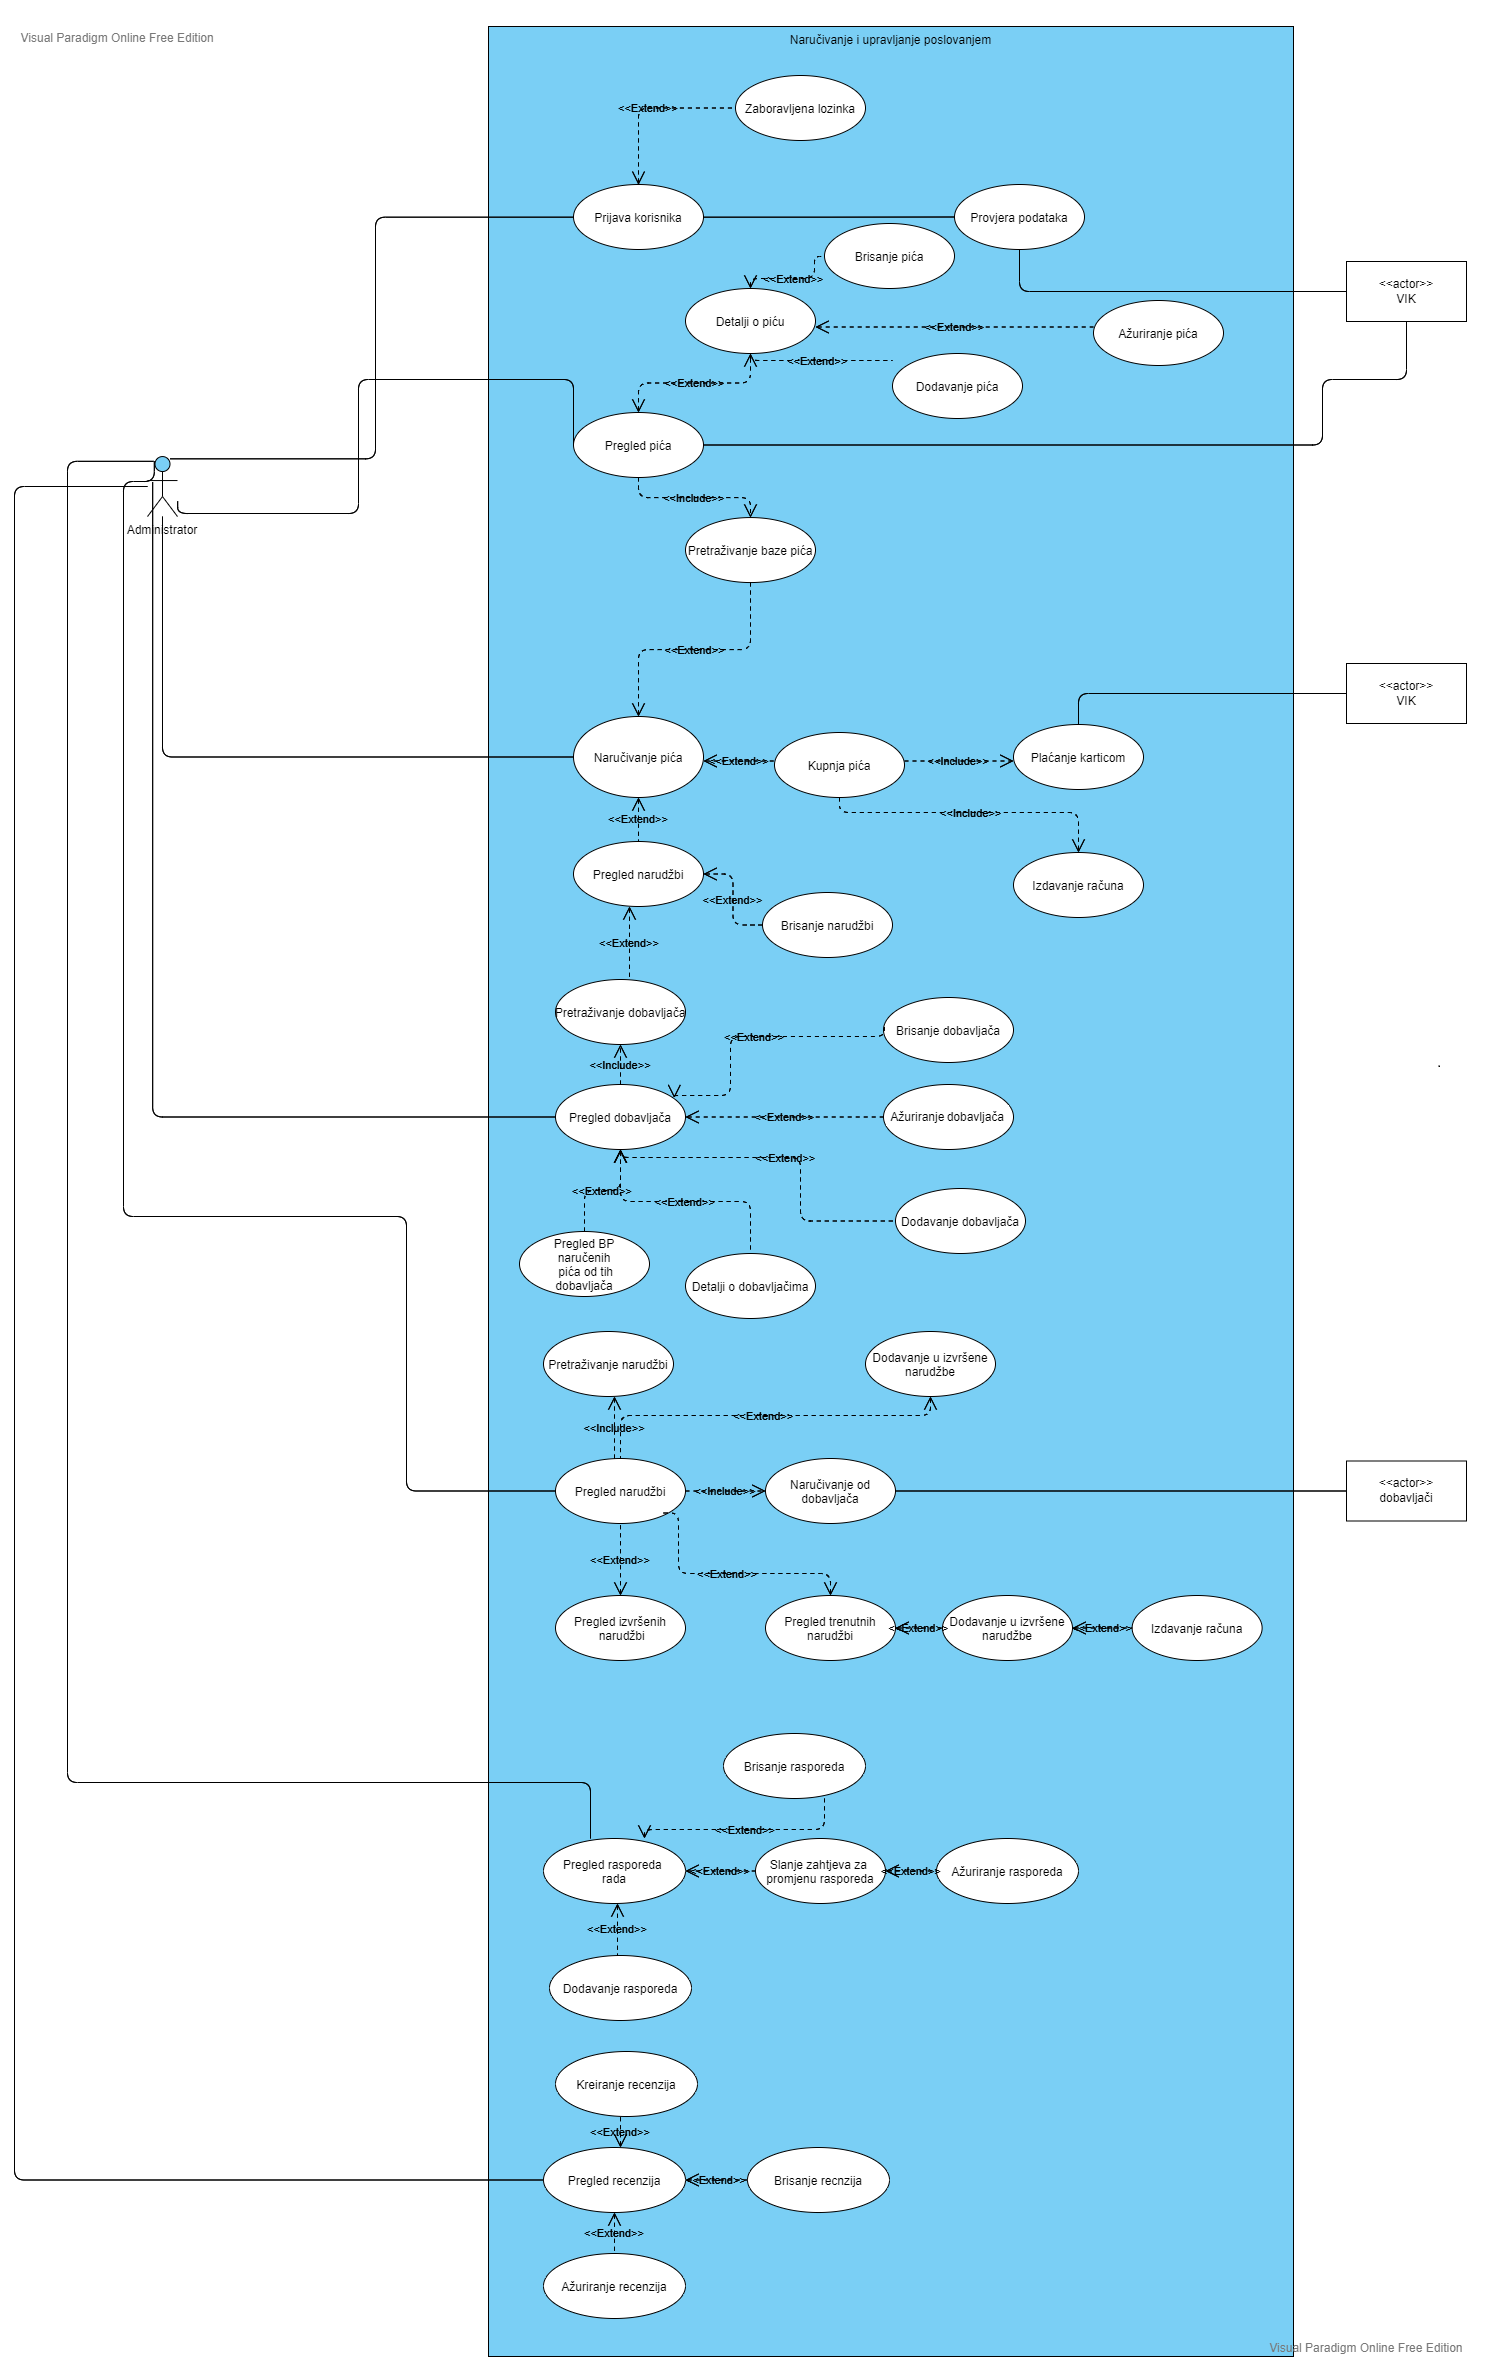 Visual Paradigm Online Free Edition
Naručivanje i upravljanje poslovanjem
<<Extend>>
Zaboravljena lozinka
Prijava korisnika
Provjera podataka
Brisanje pića
<<Extend>>
<<actor>>
VIK
Detalji o piću
<<Extend>>
Ažuriranje pića
<<Extend>>
<<Extend>>
Dodavanje pića
Pregled pića
<<Include>>
Administrator
Pretraživanje baze pića
<<Extend>>
<<actor>>
VIK
Naručivanje pića
<<Extend>>
Kupnja pića
<<Include>>
Plaćanje karticom
<<Include>>
<<Extend>>
Pregled narudžbi
Izdavanje računa
<<Extend>>
Brisanje narudžbi
<<Extend>>
Pretraživanje dobavljača
Brisanje dobavljača
<<Extend>>
<<Include>>
.
Pregled dobavljača
<<Extend>>
Ažuriranje dobavljača
<<Extend>>
<<Extend>>
<<Extend>>
Dodavanje dobavljača
Pregled BP
naručenih
pića od tih
dobavljača
Detalji o dobavljačima
Pretraživanje narudžbi
Dodavanje u izvršene
narudžbe
<<Extend>>
<<Include>>
Pregled narudžbi
<<Include>>
Naručivanje od
dobavljača
<<actor>>
dobavljači
<<Extend>>
<<Extend>>
Pregled izvršenih
narudžbi
Pregled trenutnih
narudžbi
<<Extend>>
Dodavanje u izvršene
narudžbe
<<Extend>>
Izdavanje računa
Brisanje rasporeda
<<Extend>>
Pregled rasporeda
rada
<<Extend>>
Slanje zahtjeva za
promjenu rasporeda
<<Extend>>
Ažuriranje rasporeda
<<Extend>>
Dodavanje rasporeda
Kreiranje recenzija
<<Extend>>
Pregled recenzija
<<Extend>>
Brisanje recnzija
<<Extend>>
Ažuriranje recenzija
Visual Paradigm Online Free Edition